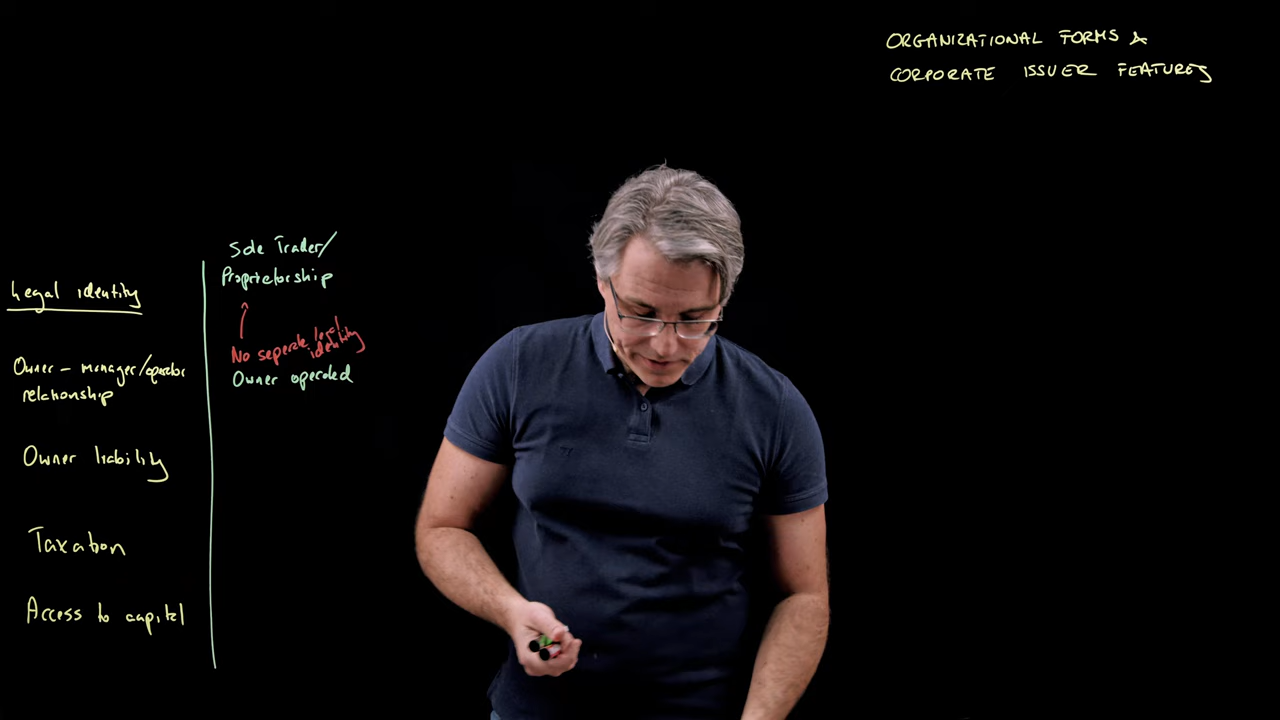 ORGANIZATIONAL FORMS &
CORPORATE ISSUER FEATURES
Sole Trader/
Proprietorship
Legal identity
No seperate legal
identity
Owner - manager/operator
relationship
Owner operated
Owner liability
Taxation
Access to capital